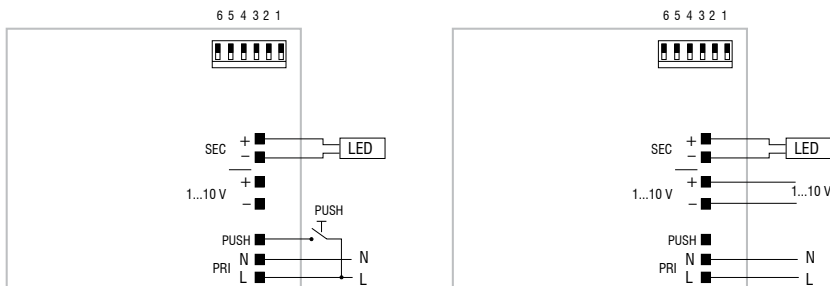 6 5 4 3 2 1
SEC
+
−
LED
1...10 V
+
−
PUSH
PUSH
PRI
N
N
L
L
6 5 4 3 2 1
SEC
+
−
LED
1...10 V
+
−
1...10 V
PUSH
PRI
N
N
L
L